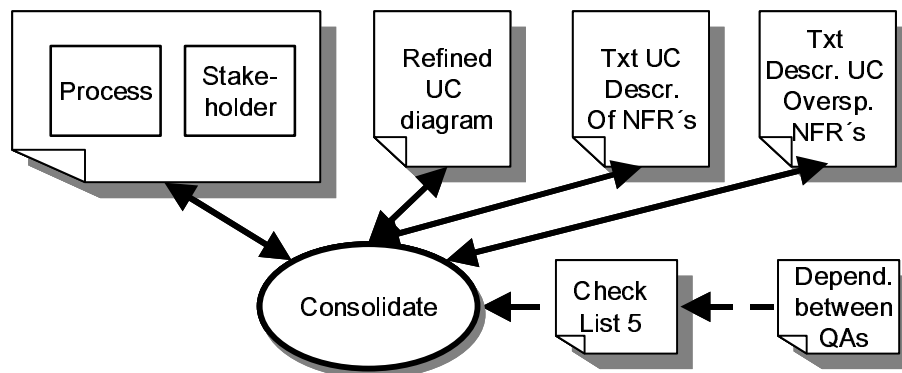 Process
Stake-
holder
Refined
UC
diagram
Txt UC
Descr.
Of NFR´s
Txt
Descr. UC
Oversp.
NFR´s
Consolidate
Check
List 5
Depend.
between
QAs